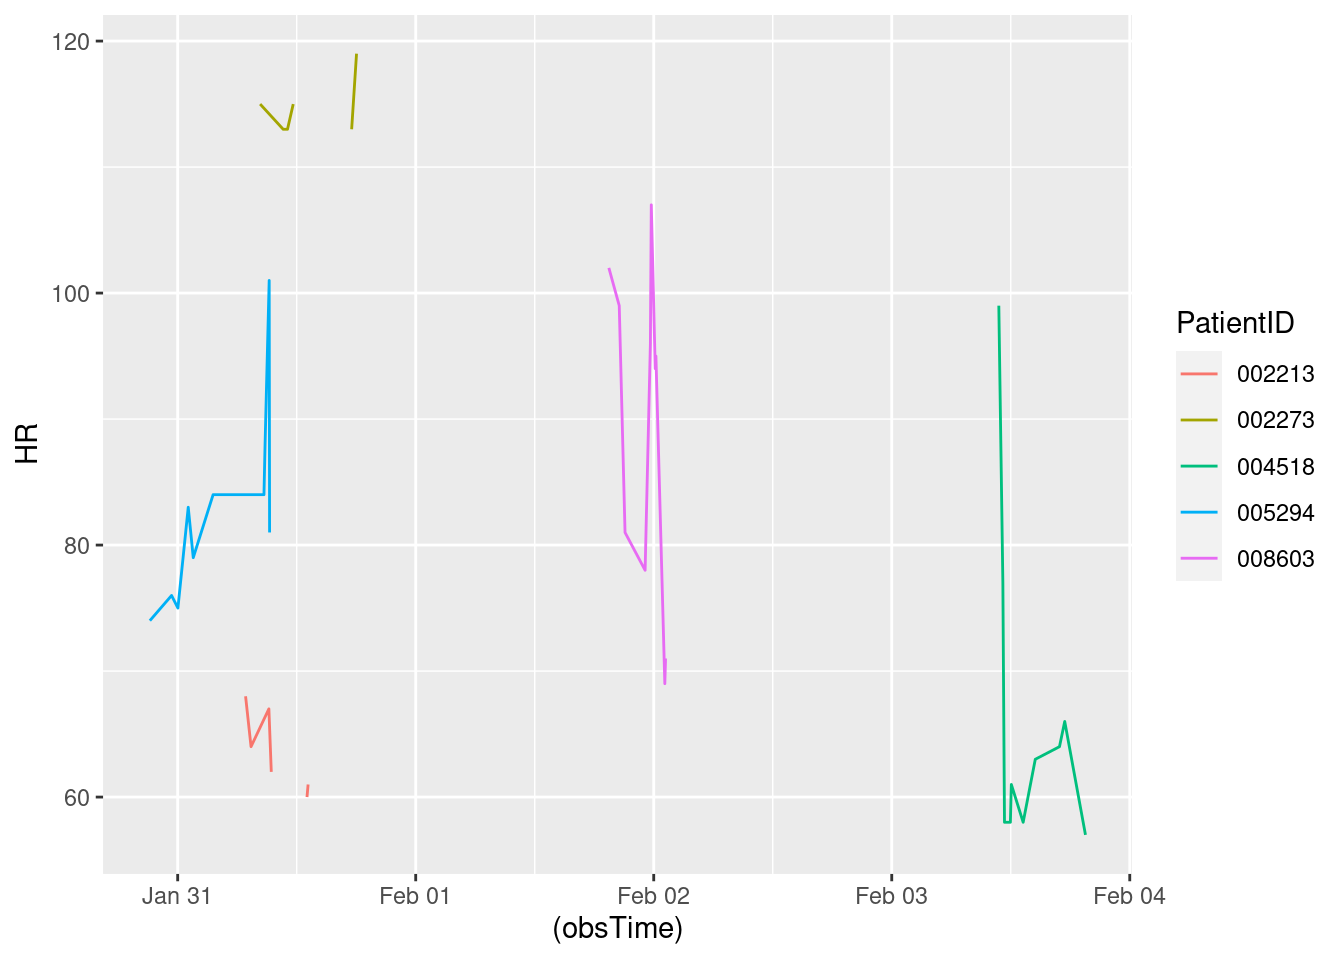 120
100
80
60
HR
Jan 31
Feb 01
Feb 02
Feb 03
Feb 04
(obsTime)
PatientID
002213
002273
004518
005294
008603